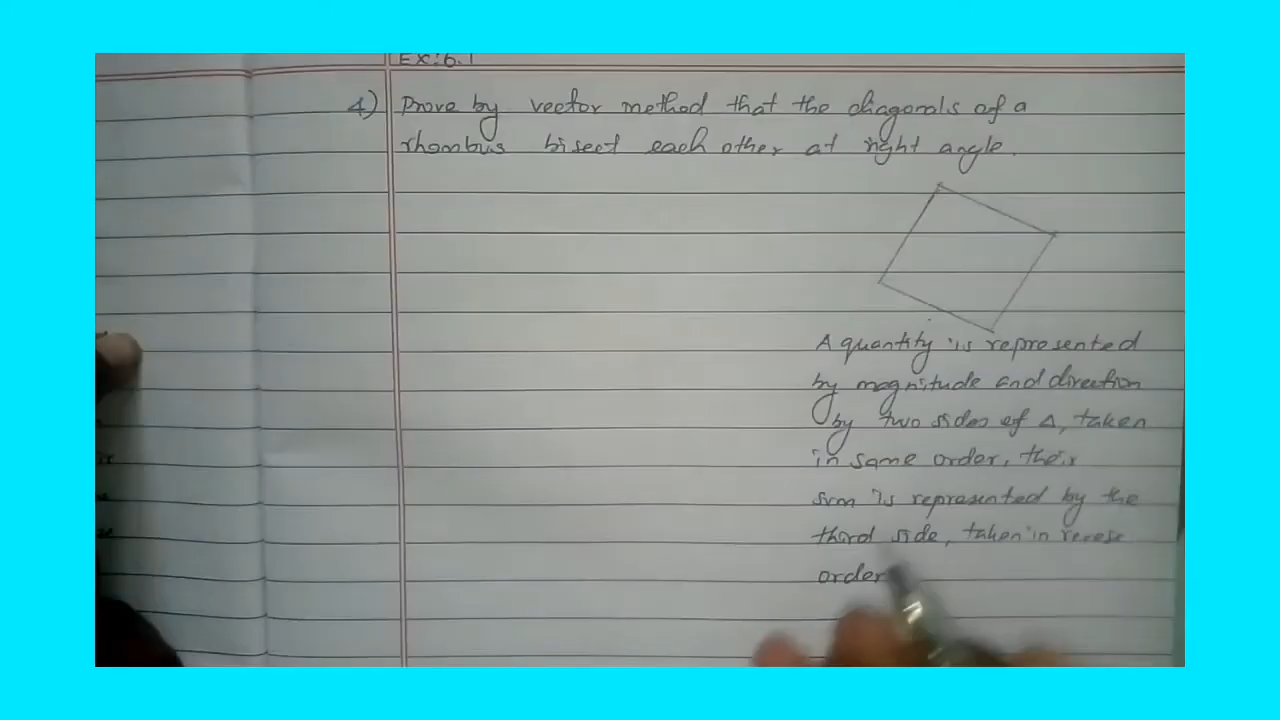 Ex:6.1
4) Prove by vector method that the diagonals of a
rhombus bisect each other at right angle.
A quantity is represented
by magnitude and direction
by two sides of Δ, taken
in same order, their
sum is represented by the
third side, taken in revese
order